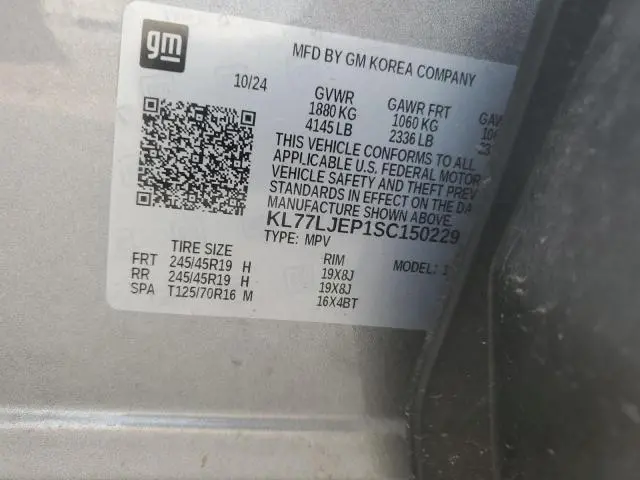 gm
MFD BY GM KOREA COMPANY
10/24
GVWR GAWR FRT
1880 KG 1060 KG
4145 LB 2336 LB
THIS VEHICLE CONFORMS TO ALL
APPLICABLE U.S. FEDERAL MOTOR
VEHICLE SAFETY AND THEFT PREV
STANDARDS IN EFFECT ON THE DA
MANUFACTURE SHOWN ABOVE.
KL77LJEP1SC150229
TYPE: MPV
MODEL:
TIRE SIZE RIM
FRT 245/45R19 H 19X8J
RR 245/45R19 H 19X8J
SPA T125/70R16 M 16X4BT